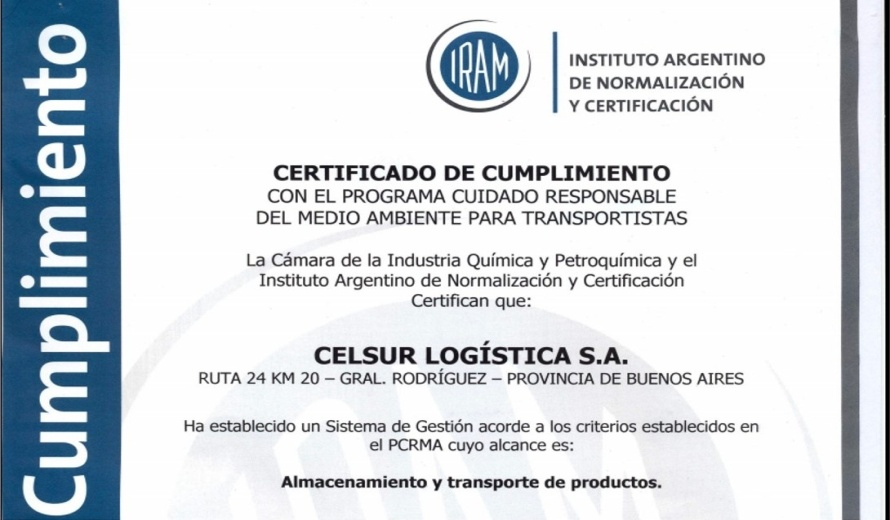 Cumplimiento
IRAM
INSTITUTO ARGENTINO
DE NORMALIZACIÓN
Y CERTIFICACIÓN
CERTIFICADO DE CUMPLIMIENTO
CON EL PROGRAMA CUIDADO RESPONSABLE
DEL MEDIO AMBIENTE PARA TRANSPORTISTAS
La Cámara de la Industria Química y Petroquímica y el
Instituto Argentino de Normalización y Certificación
Certifican que:
CELSUR LOGÍSTICA S.A.
RUTA 24 KM 20 – GRAL. RODRÍGUEZ – PROVINCIA DE BUENOS AIRES
Ha establecido un Sistema de Gestión acorde a los criterios establecidos en
el PCRMA cuyo alcance es:
Almacenamiento y transporte de productos.